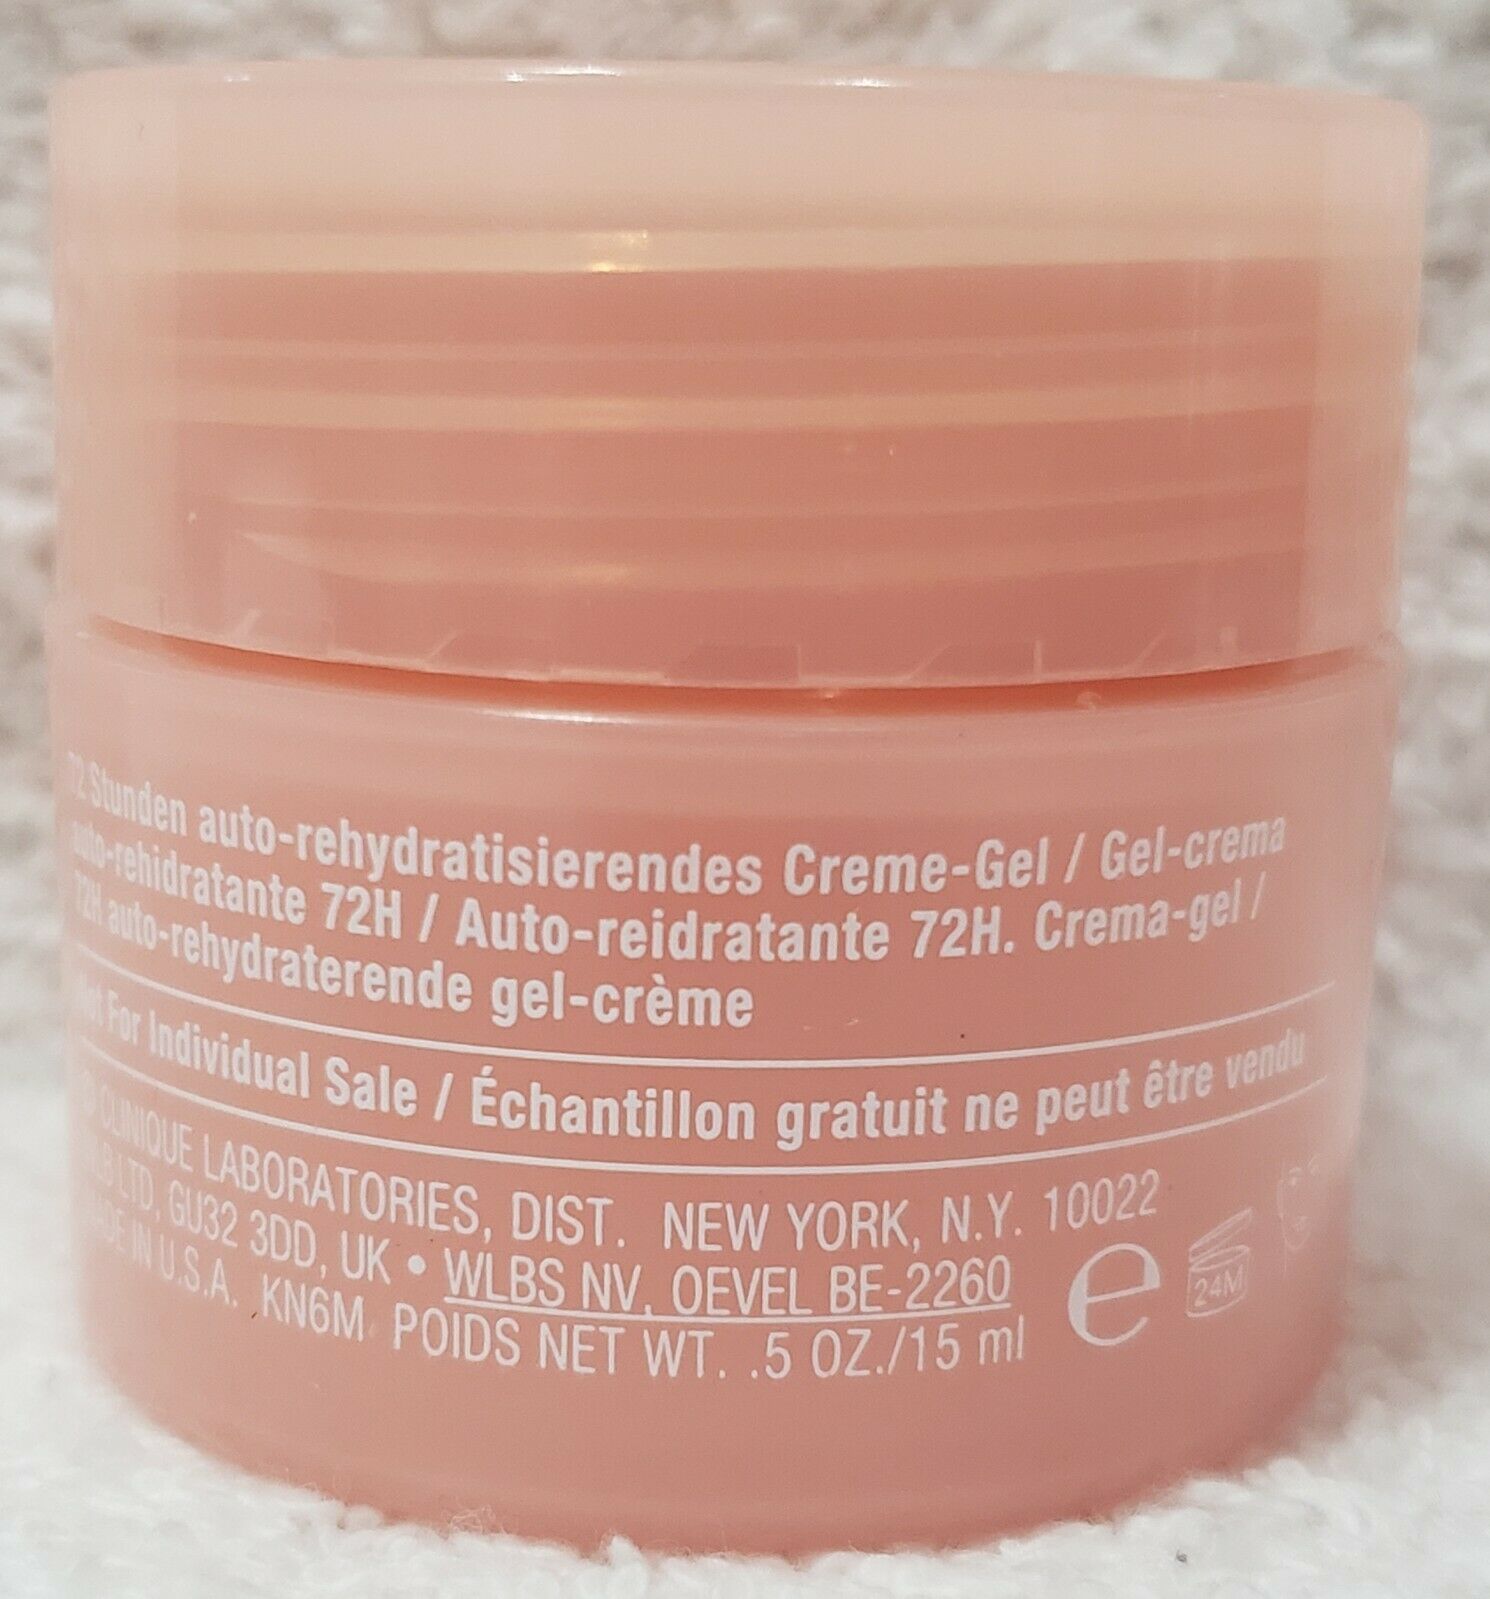 72 Stunden auto-rehydratisierendes Creme-Gel / Gel-crema
auto-rehidratante 72H / Auto-reidratante 72H. Crema-gel /
72H auto-rehydraterende gel-crème
For Individual Sale / Échantillon gratuit ne peut être vendu
CLINIQUE LABORATORIES, DIST. NEW YORK, N.Y. 10022
LTD, GU32 3DD, UK • WLBS NV, OEVEL BE-2260
MADE IN U.S.A. KN6M POIDS NET WT. .5 OZ./15 ml
e
24M